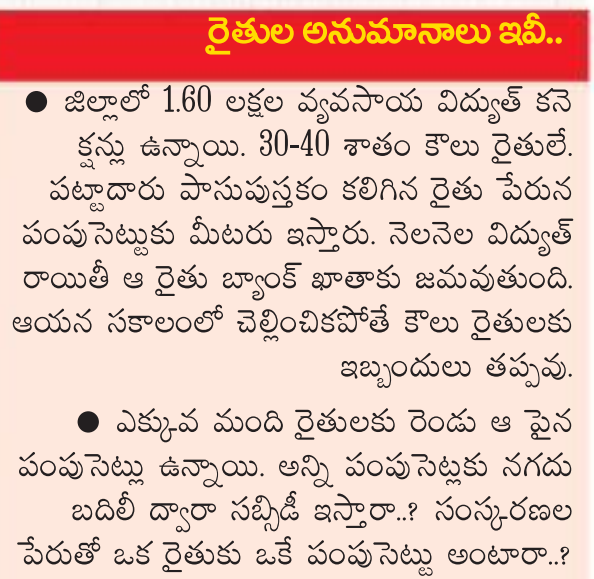 రైతుల అనుమానాలు ఇవీ..
● జిల్లాలో 1.60 లక్షల వ్యవసాయ విద్యుత్ కనె
క్షన్లు ఉన్నాయి. 30-40 శాతం కౌలు రైతులే.
పట్టాదారు పాసుపుస్తకం కలిగిన రైతు పేరున
పంపుసెట్టుకు మీటరు ఇస్తారు. నెలనెల విద్యుత్
రాయితీ ఆ రైతు బ్యాంక్ ఖాతాకు జమవుతుంది.
ఆయన సకాలంలో చెల్లించికపోతే కౌలు రైతులకు
ఇబ్బందులు తప్పవు.
● ఎక్కువ మంది రైతులకు రెండు ఆ పైన
పంపుసెట్లు ఉన్నాయి. అన్ని పంపుసెట్లకు నగదు
బదిలీ ద్వారా సబ్సిడీ ఇస్తారా..? సంస్కరణల
పేరుతో ఒక రైతుకు ఒకే పంపుసెట్టు అంటారా..?